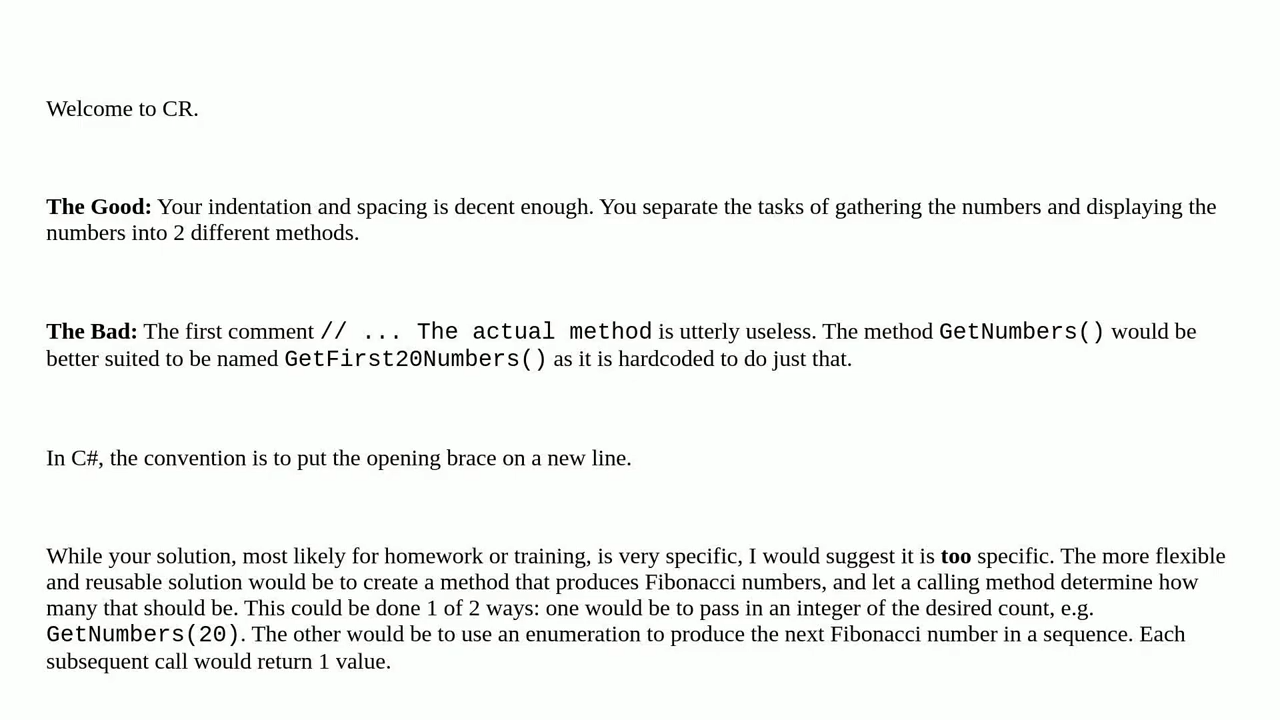 Welcome to CR.
The Good: Your indentation and spacing is decent enough. You separate the tasks of gathering the numbers and displaying the
numbers into 2 different methods.
The Bad: The first comment // ... The actual method is utterly useless. The method GetNumbers() would be
better suited to be named GetFirst20Numbers() as it is hardcoded to do just that.
In C#, the convention is to put the opening brace on a new line.
While your solution, most likely for homework or training, is very specific, I would suggest it is too specific. The more flexible
and reusable solution would be to create a method that produces Fibonacci numbers, and let a calling method determine how
many that should be. This could be done 1 of 2 ways: one would be to pass in an integer of the desired count, e.g.
GetNumbers(20). The other would be to use an enumeration to produce the next Fibonacci number in a sequence. Each
subsequent call would return 1 value.